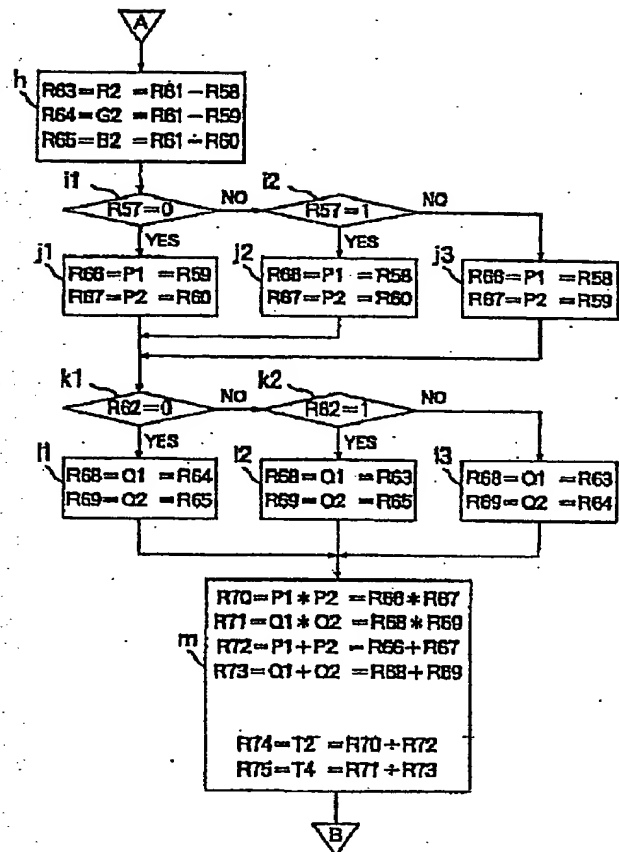 A
h
R63=R2 =R61−R58
R64=G2 =R61−R59
R65=B2 =R61−R60
i1
R57=0
NO
i2
R57=1
NO
YES
YES
j1
R66=P1 =R59
R67=P2 =R60
j2
R66=P1 =R58
R67=P2 =R60
j3
R66=P1 =R58
R67=P2 =R59
k1
R62=0
NO
k2
R62=1
NO
YES
YES
l1
R68=Q1 =R64
R69=Q2 =R65
l2
R68=Q1 =R63
R69=Q2 =R65
l3
R68=Q1 =R63
R69=Q2 =R64
m
R70=P1*P2 =R66*R67
R71=Q1*Q2 =R68*R69
R72=P1+P2 =R66+R67
R73=Q1+Q2 =R68+R69
R74=T2 =R70÷R72
R75=T4 =R71÷R73
B